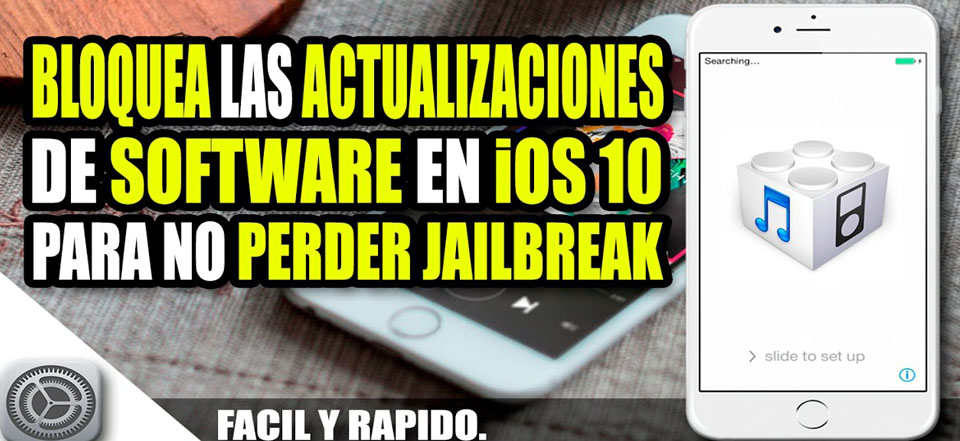 BLOQUEA LAS ACTUALIZACIONES
DE SOFTWARE EN iOS 10
PARA NO PERDER JAILBREAK
Searching...
slide to set up
FACIL Y RAPIDO.